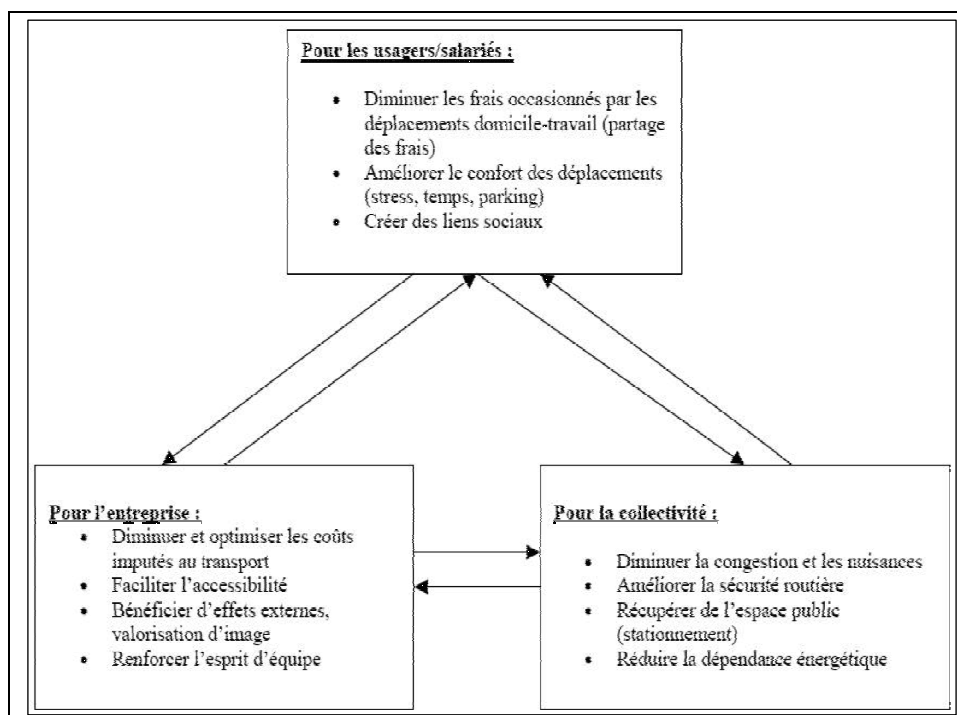 Pour les usagers/salariés :
• Diminuer les frais occasionnés par les
déplacements domicile-travail (partage
des frais)
• Améliorer le confort des déplacements
(stress, temps, parking)
• Créer des liens sociaux
Pour l'entreprise :
• Diminuer et optimiser les coûts
imputés au transport
• Faciliter l'accessibilité
• Bénéficier d'effets externes,
valorisation d'image
• Renforcer l'esprit d'équipe
Pour la collectivité :
• Diminuer la congestion et les nuisances
• Améliorer la sécurité routière
• Récupérer de l'espace public
(stationnement)
• Réduire la dépendance énergétique